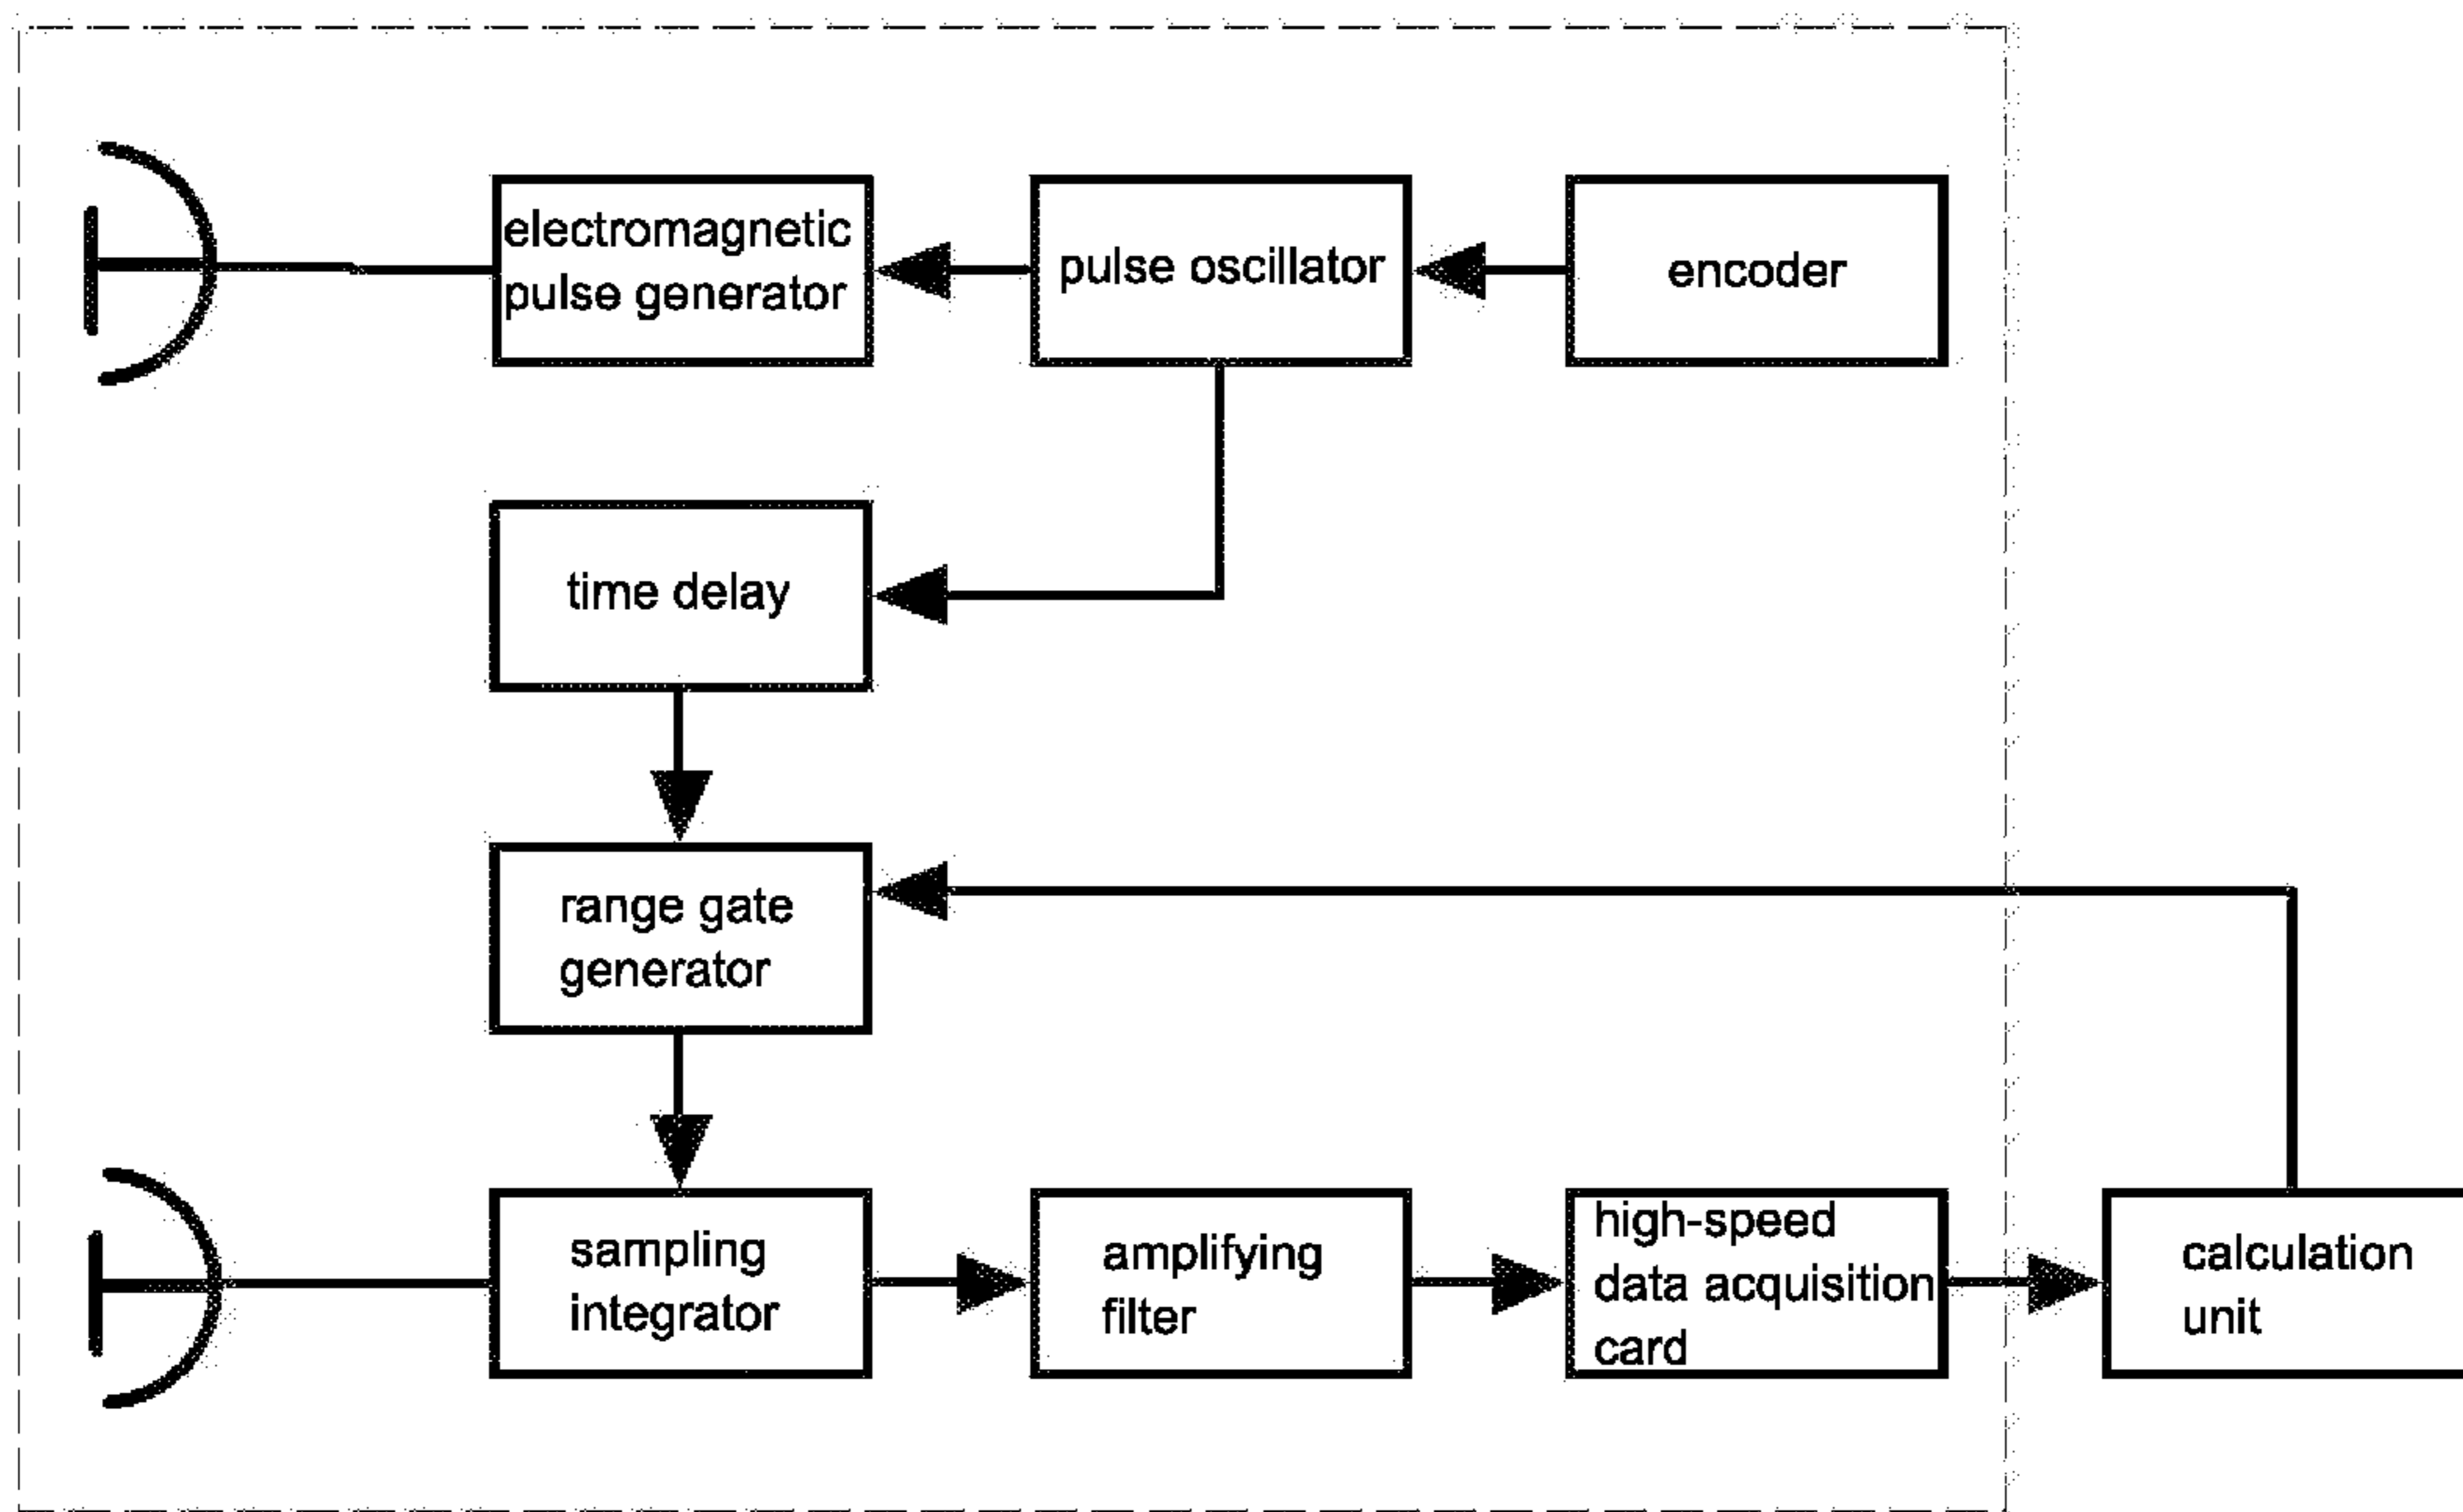 electromagnetic
pulse generator
pulse oscillator
encoder
time delay
range gate
generator
sampling
integrator
amplifying
filter
high-speed
data acquisition
card
calculation
unit